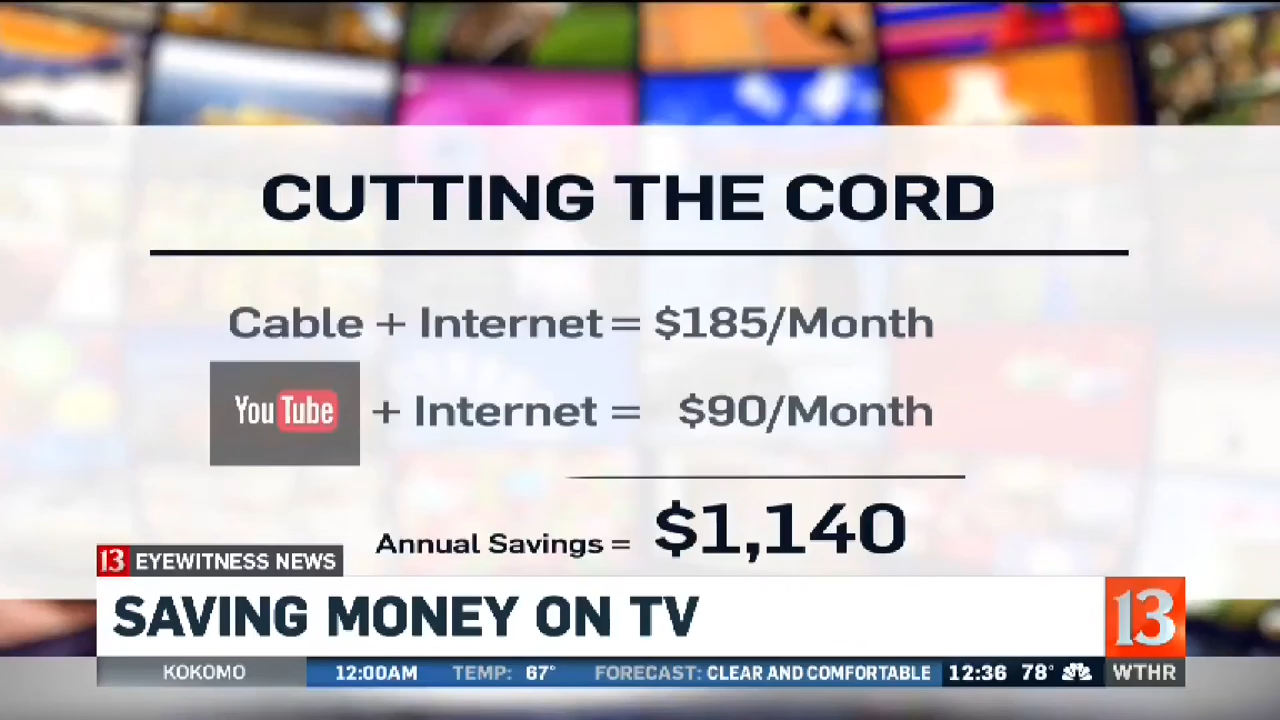 CUTTING THE CORD
Cable + Internet = $185/Month
YouTube + Internet = $90/Month
Annual Savings = $1,140
13 EYEWITNESS NEWS
SAVING MONEY ON TV
13
KOKOMO 12:00AM TEMP: 67° FORECAST: CLEAR AND COMFORTABLE 12:36 78° WTHR